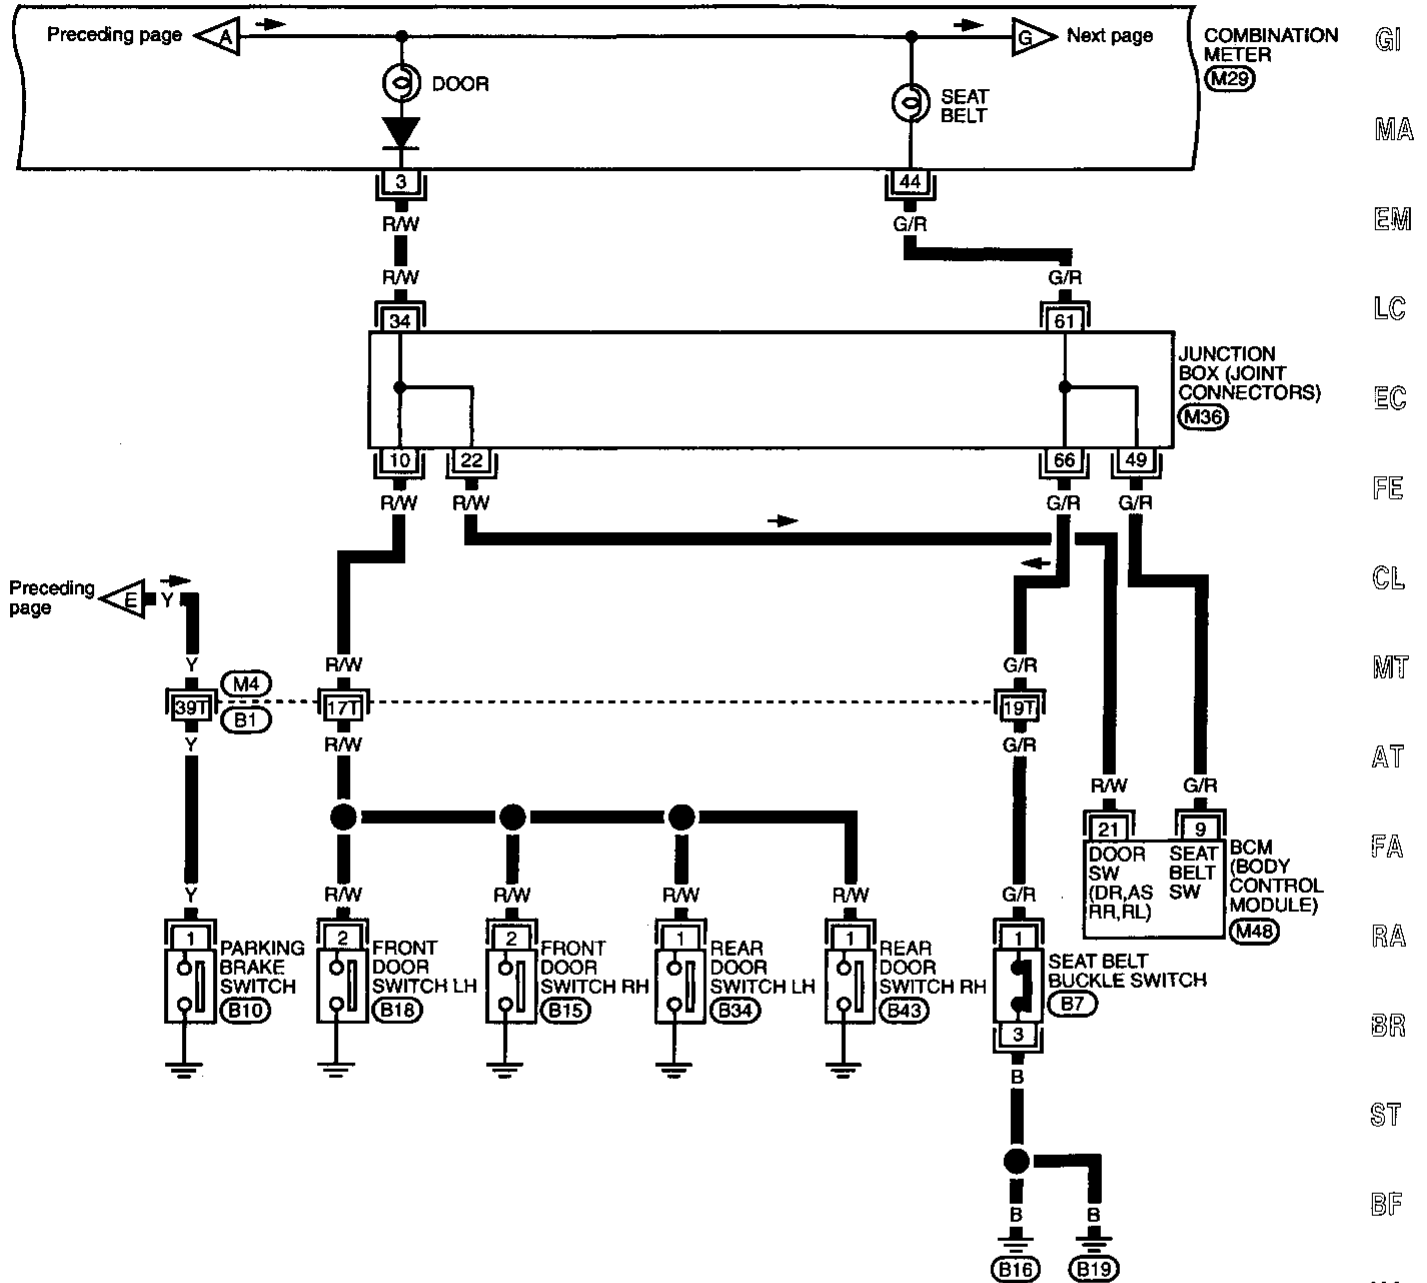 Preceding page
A
G
Next page
COMBINATION
METER
M29
DOOR
SEAT
BELT
3
44
R/W
G/R
R/W
G/R
34
61
JUNCTION
BOX (JOINT
CONNECTORS)
M36
10
22
66
49
R/W
R/W
G/R
G/R
Preceding
page
E
Y
Y
R/W
G/R
M4
B1
39T
17T
19T
Y
R/W
G/R
R/W
G/R
21
9
DOOR
SW
(DR,AS
RR,RL)
SEAT
BELT
SW
BCM
(BODY
CONTROL
MODULE)
M48
Y
R/W
R/W
R/W
R/W
G/R
1
PARKING
BRAKE
SWITCH
B10
2
FRONT
DOOR
SWITCH LH
B18
2
FRONT
DOOR
SWITCH RH
B15
1
REAR
DOOR
SWITCH LH
B34
1
REAR
DOOR
SWITCH RH
B43
1
SEAT BELT
BUCKLE SWITCH
B7
3
B
B
B
B16
B19
GI
MA
EM
LC
EC
FE
CL
MT
AT
FA
RA
BR
ST
BF